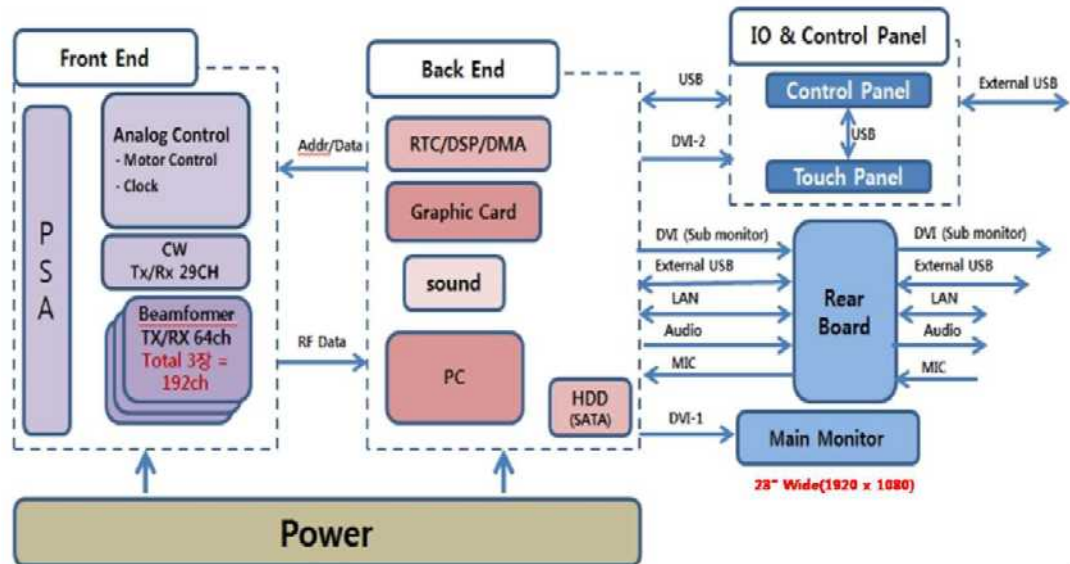 Front End
PSA
Analog Control
- Motor Control
- Clock
CW
Tx/Rx 29CH
Beamformer
TX/RX 64ch
Total 3장 =
192ch
Addr/Data
RF Data
Back End
RTC/DSP/DMA
Graphic Card
sound
PC
HDD
(SATA)
USB
DVI-2
IO & Control Panel
Control Panel
USB
Touch Panel
External USB
DVI (Sub monitor)
External USB
LAN
Audio
MIC
DVI-1
Rear
Board
DVI (Sub monitor)
External USB
LAN
Audio
MIC
Main Monitor
23" Wide(1920 x 1080)
Power